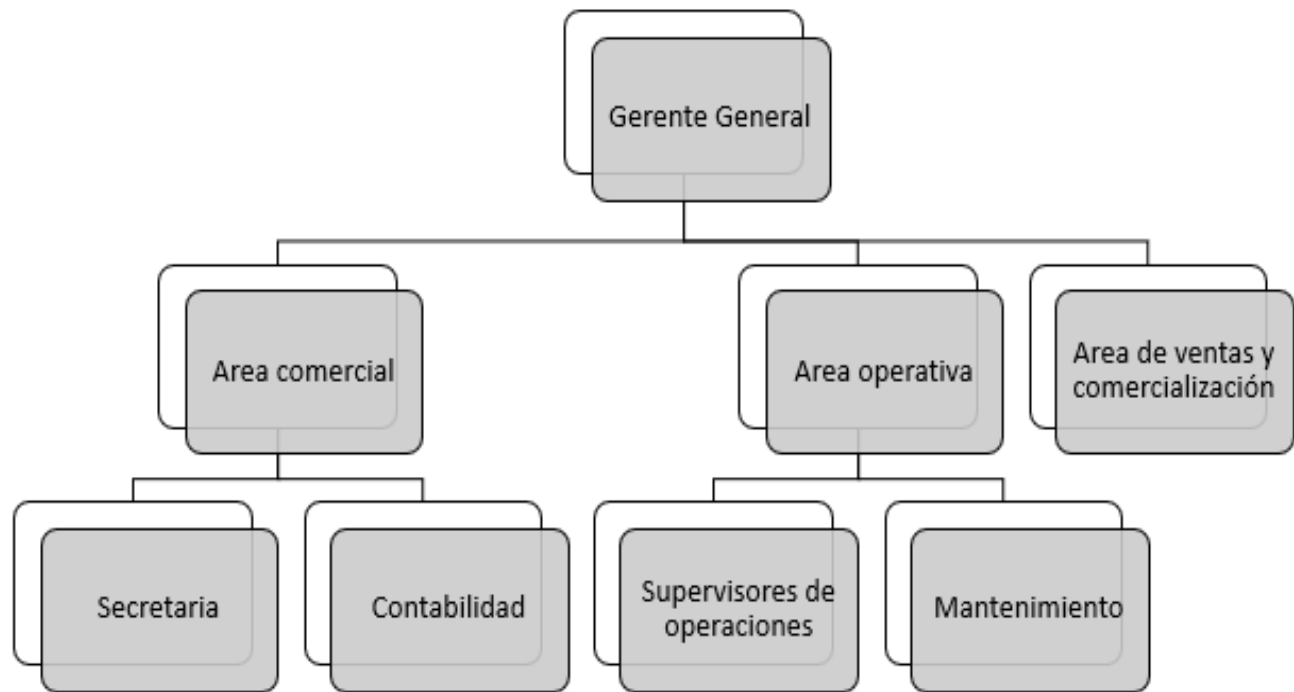 Gerente General
Area comercial
Area operativa
Area de ventas y
comercialización
Secretaria
Contabilidad
Supervisores de
operaciones
Mantenimiento